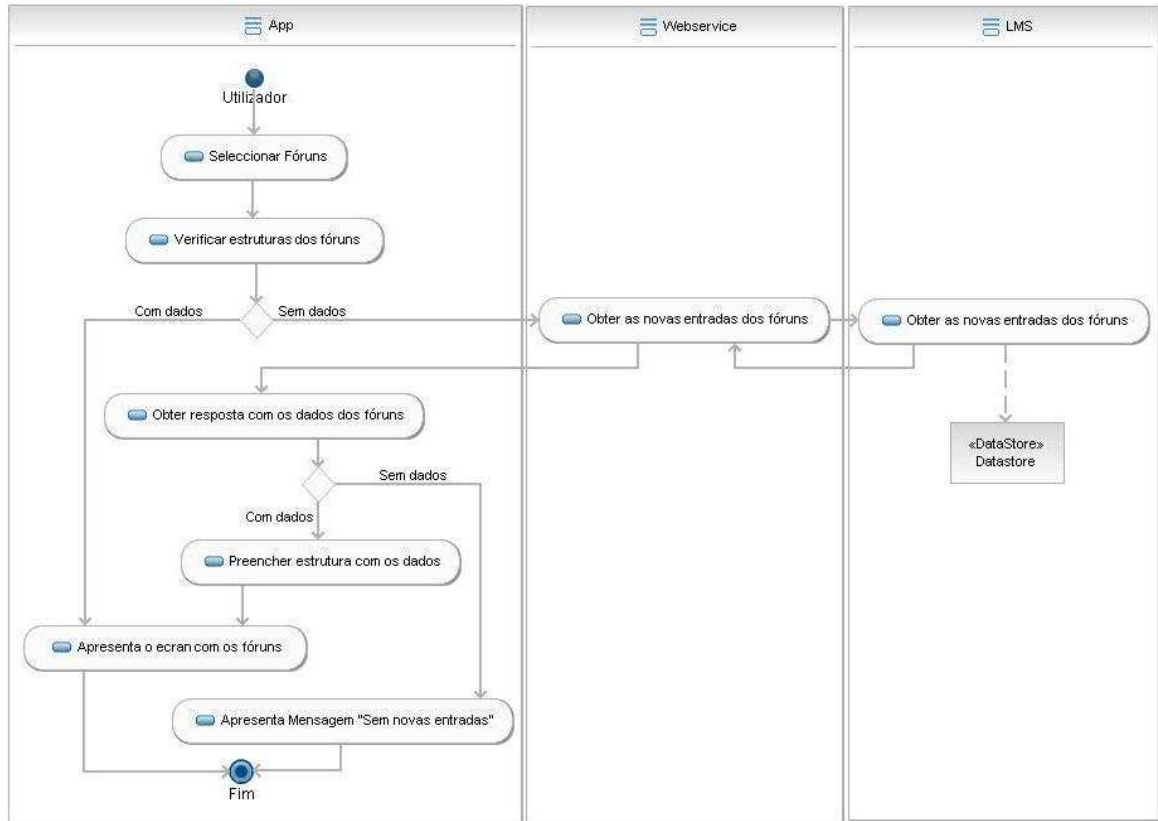 App
Webservice
LMS
Utilizador
Seleccionar Fóruns
Verificar estruturas dos fóruns
Com dados
Sem dados
Obter as novas entradas dos fóruns
Obter as novas entradas dos fóruns
Obter resposta com os dados dos fóruns
«DataStore»
Datastore
Sem dados
Com dados
Preencher estrutura com os dados
Apresenta o ecran com os fóruns
Apresenta Mensagem "Sem novas entradas"
Fim